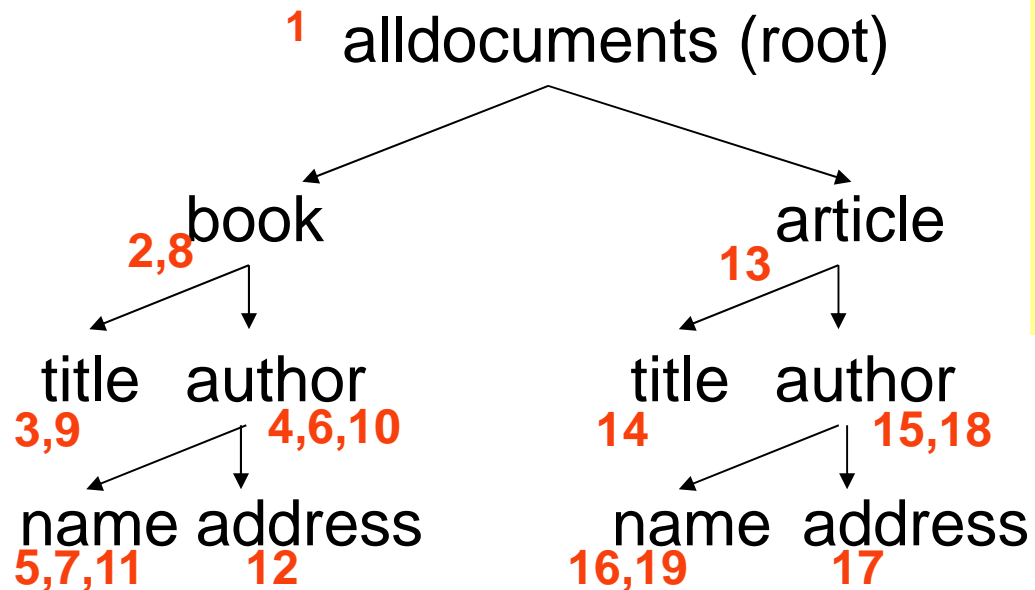 1 alldocuments (root)
book article
2,8 13
title author title author
3,9 4,6,10 14 15,18
name address name address
5,7,11 12 16,19 17